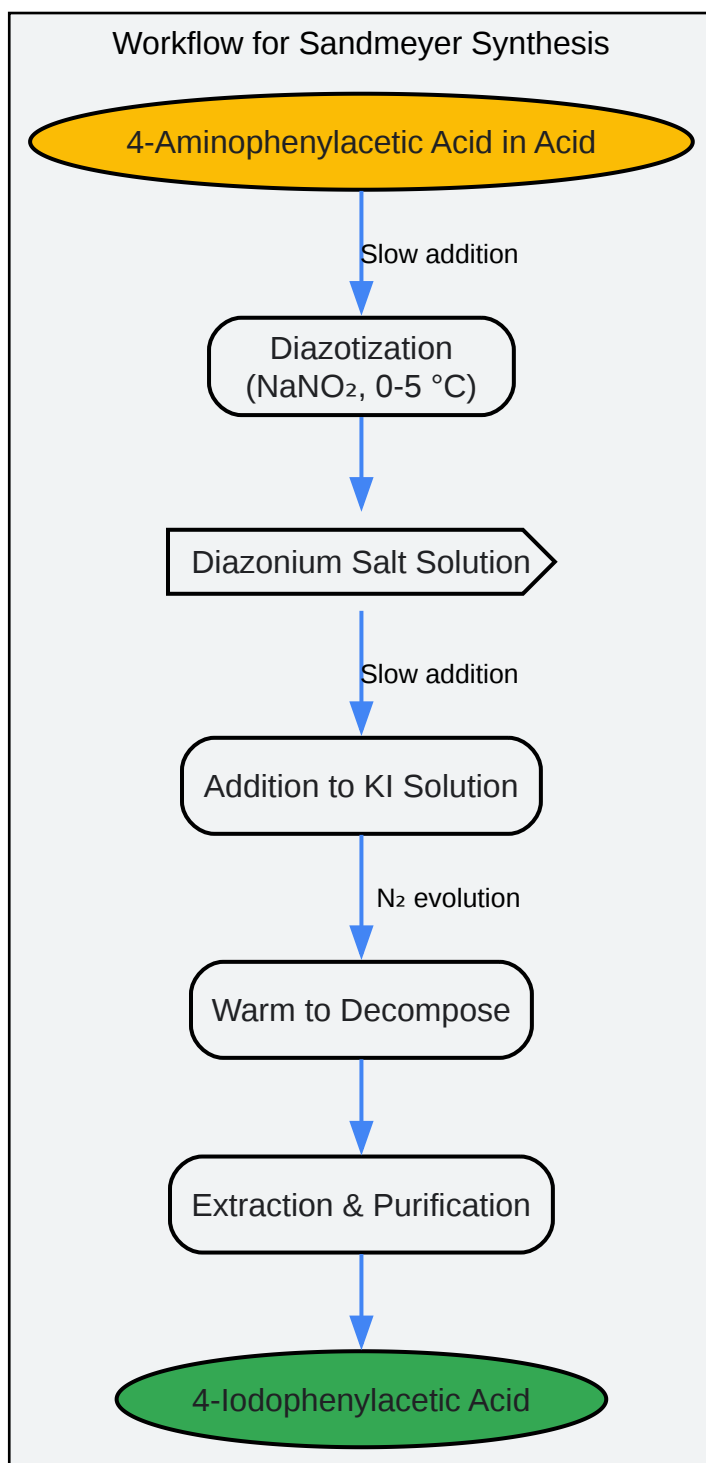 Workflow for Sandmeyer Synthesis
4-Aminophenylacetic Acid in Acid
Slow addition
Diazotization
(NaNO₂, 0-5 °C)
Diazonium Salt Solution
Slow addition
Addition to KI Solution
N₂ evolution
Warm to Decompose
Extraction & Purification
4-Iodophenylacetic Acid